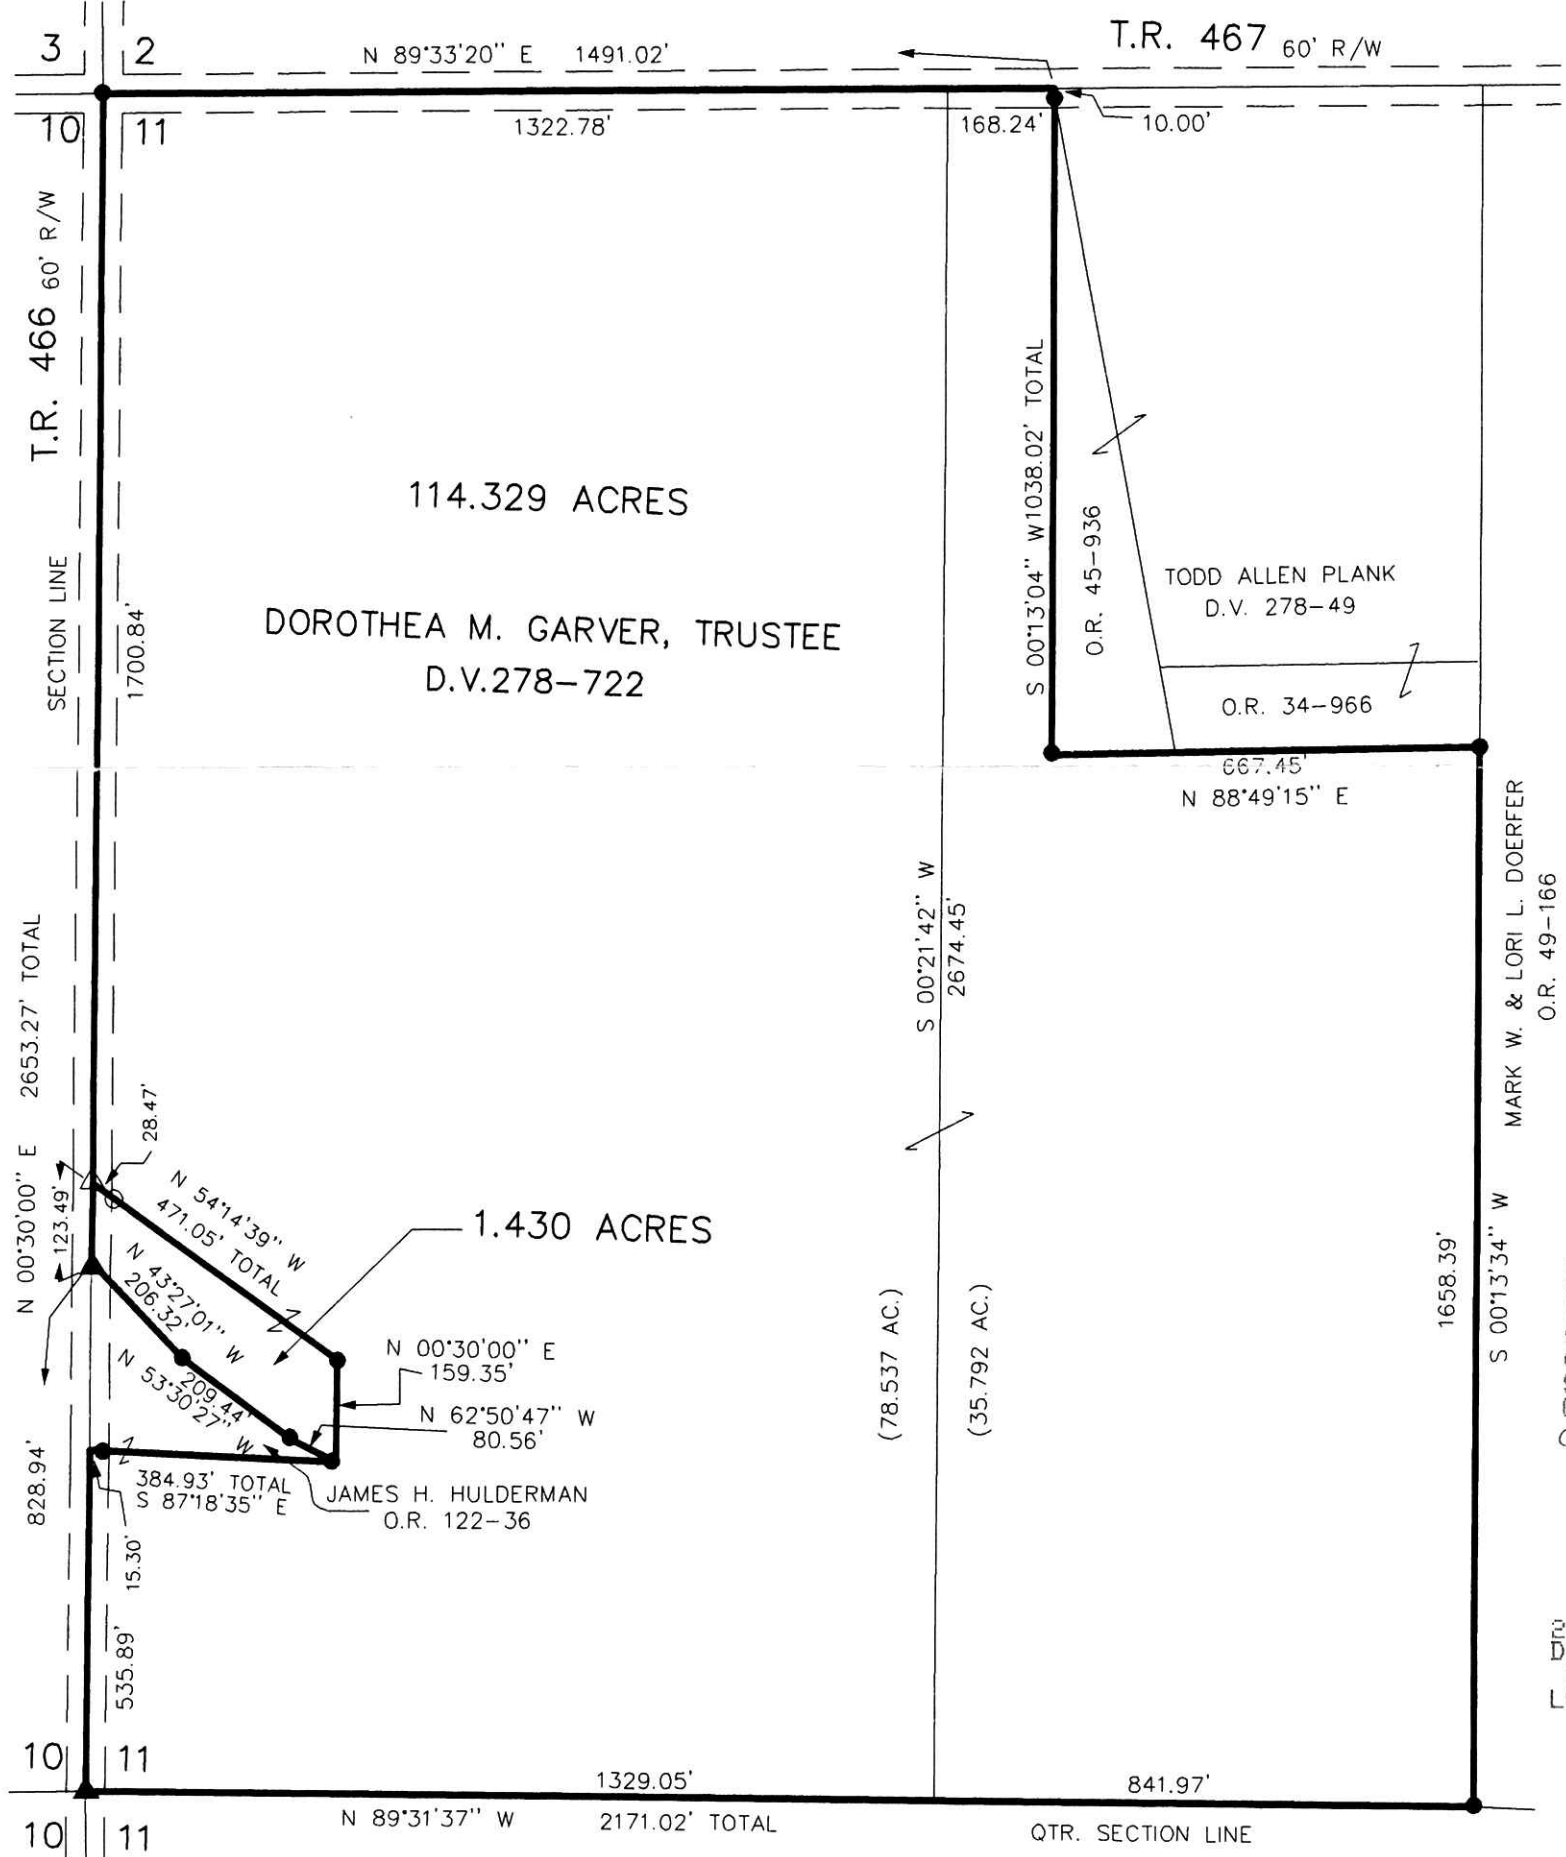 3
2
N 89°33'20" E 1491.02'
T.R. 467 60' R/W
10
11
1322.78'
168.24'
10.00'
T.R. 466 60' R/W
SECTION LINE
1700.84'
114.329 ACRES
DOROTHEA M. GARVER, TRUSTEE
D.V.278-722
S 00°13'04" W 1038.02' TOTAL
O.R. 45-936
TODD ALLEN PLANK
D.V. 278-49
O.R. 34-966
667.45'
N 88°49'15" E
MARK W. & LORI L. DOERFER
O.R. 49-166
S 00°21'42" W
2674.45'
N 00°30'00" E 2653.27' TOTAL
28.47'
123.49'
N 54°14'39" W
471.05' TOTAL
1.430 ACRES
N 43°27'01" W
206.32'
N 00°30'00" E
159.35'
209.44'
N 53°30'27" W
N 62°50'47" W
80.56'
828.94'
384.93' TOTAL
S 87°18'35" E
JAMES H. HULDERMAN
O.R. 122-36
15.30'
535.89'
(78.537 AC.)
(35.792 AC.)
1658.39'
S 00°13'34" W
10
11
1329.05'
841.97'
N 89°31'37" W 2171.02' TOTAL
QTR. SECTION LINE
10
11